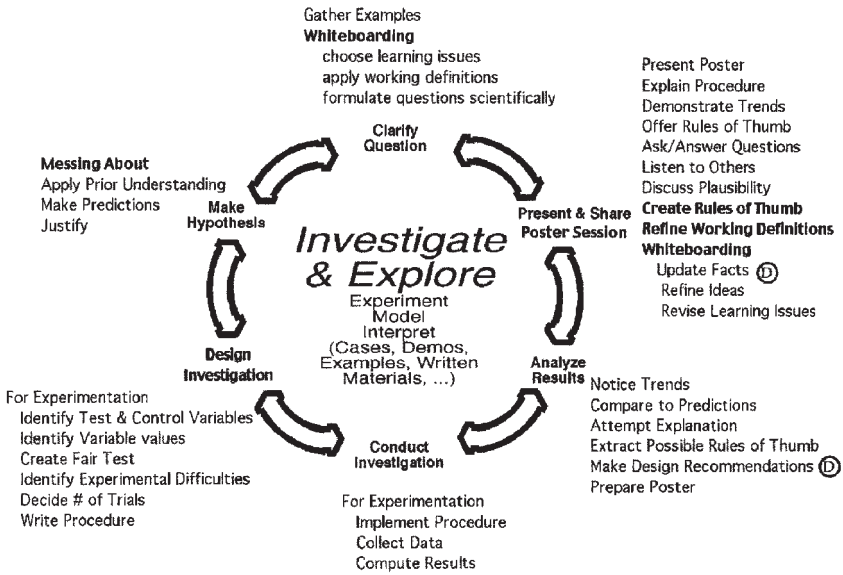 Gather Examples
Whiteboarding
choose learning issues
apply working definitions
formulate questions scientifically
Clarify
Question
Present Poster
Explain Procedure
Demonstrate Trends
Offer Rules of Thumb
Ask/Answer Questions
Listen to Others
Discuss Plausibility
Create Rules of Thumb
Refine Working Definitions
Whiteboarding
Update Facts D
Refine Ideas
Revise Learning Issues
Present & Share
Poster Session
Messing About
Apply Prior Understanding
Make Predictions
Justify
Make
Hypothesis
Investigate
& Explore
Experiment
Model
Interpret
(Cases, Demos,
Examples, Written
Materials, ...)
Design
Investigation
For Experimentation
Identify Test & Control Variables
Identify Variable values
Create Fair Test
Identify Experimental Difficulties
Decide # of Trials
Write Procedure
Conduct
Investigation
For Experimentation
Implement Procedure
Collect Data
Compute Results
Analyze
Results
Notice Trends
Compare to Predictions
Attempt Explanation
Extract Possible Rules of Thumb
Make Design Recommendations D
Prepare Poster